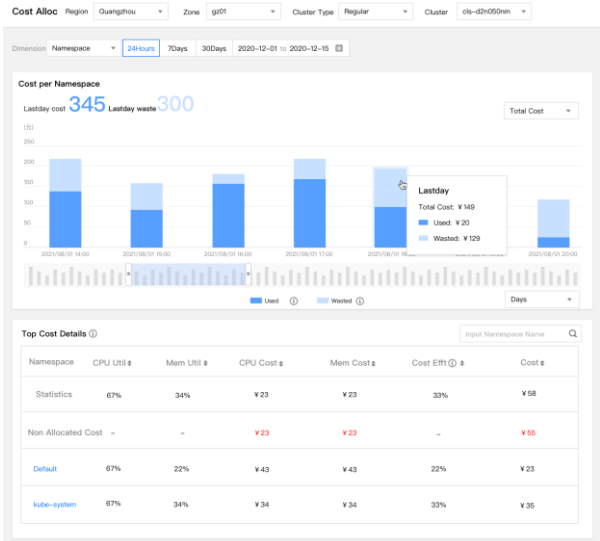 Cost Alloc Region Guangzhou Zone gz01 Cluster Type Regular Cluster cls-d2n050nm
Dimension Namespace 24Hours 7Days 30Days 2020-12-01 to 2020-12-15
Cost per Namespace
Lastday cost 345 Lastday waste 300
Total Cost
(元)
250
200
150
100
50
0
2021/08/01 14:00 2021/08/01 15:00 2021/08/01 16:00 2021/08/01 17:00 2021/08/01 2021/08/01 20:00
Lastday
Total Cost: ¥149
Used: ¥20
Wasted: ¥129
Used Wasted
Days
Top Cost Details
Input Namespace Name
Namespace CPU Util Mem Util CPU Cost Mem Cost Cost Efft Cost
Statistics 67% 34% ¥23 ¥23 33% ¥58
Non Allocated Cost – – ¥23 ¥23 – ¥55
Default 67% 22% ¥43 ¥43 22% ¥23
kube-system 67% 34% ¥34 ¥34 33% ¥35